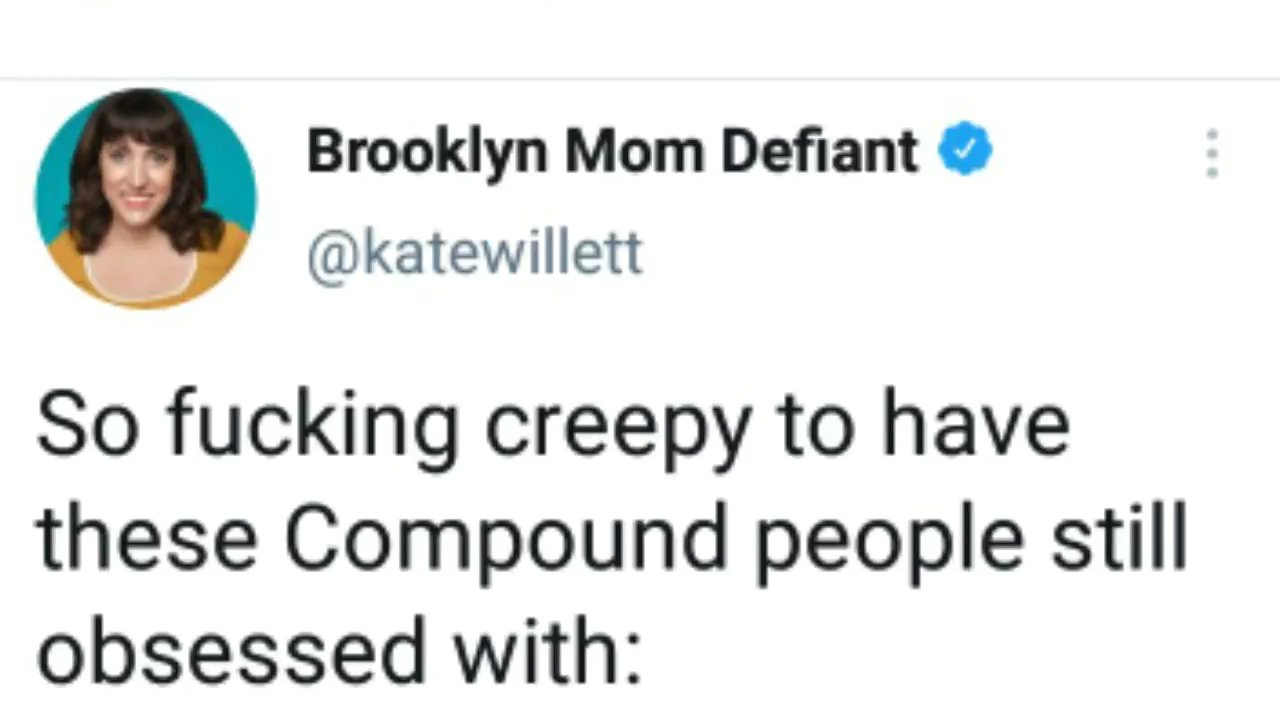 Brooklyn Mom Defiant
@katewillett
So fucking creepy to have
these Compound people still
obsessed with: